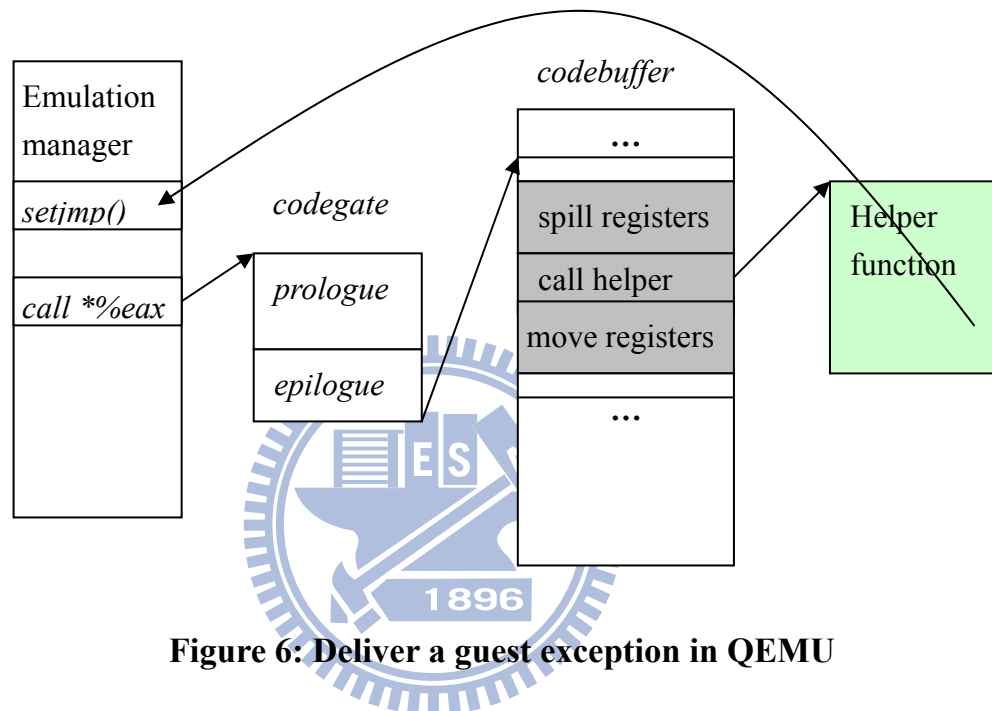 Emulation
manager
setjmp()
call *%eax
codegate
prologue
epilogue
codebuffer
...
spill registers
call helper
move registers
...
Helper
function
ES
1896
Figure 6: Deliver a guest exception in QEMU